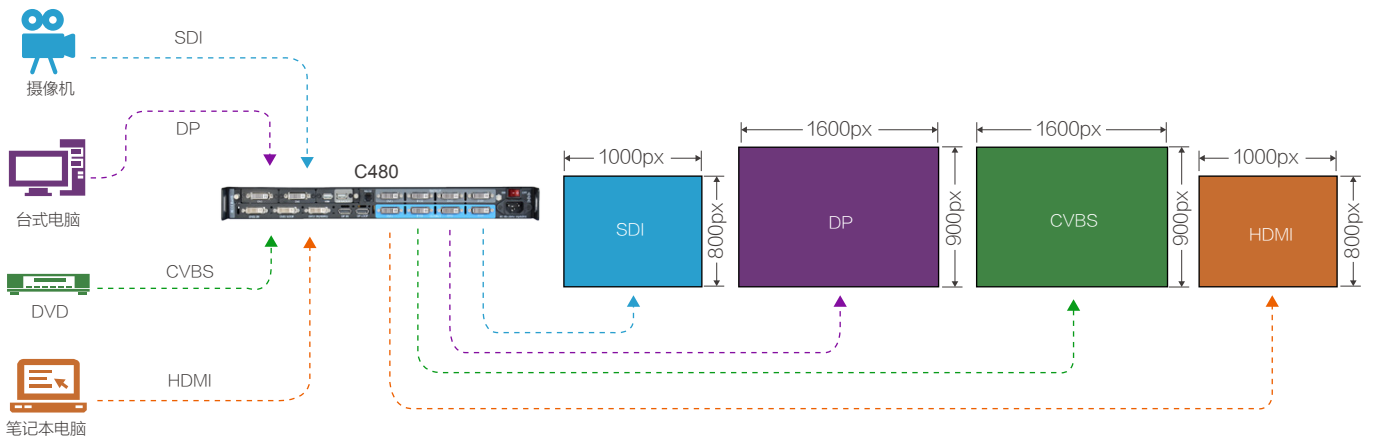 SDI
摄像机
DP
台式电脑
CVBS
DVD
HDMI
笔记本电脑
C480
1000px
800px
SDI
1600px
900px
DP
1600px
900px
CVBS
1000px
800px
HDMI